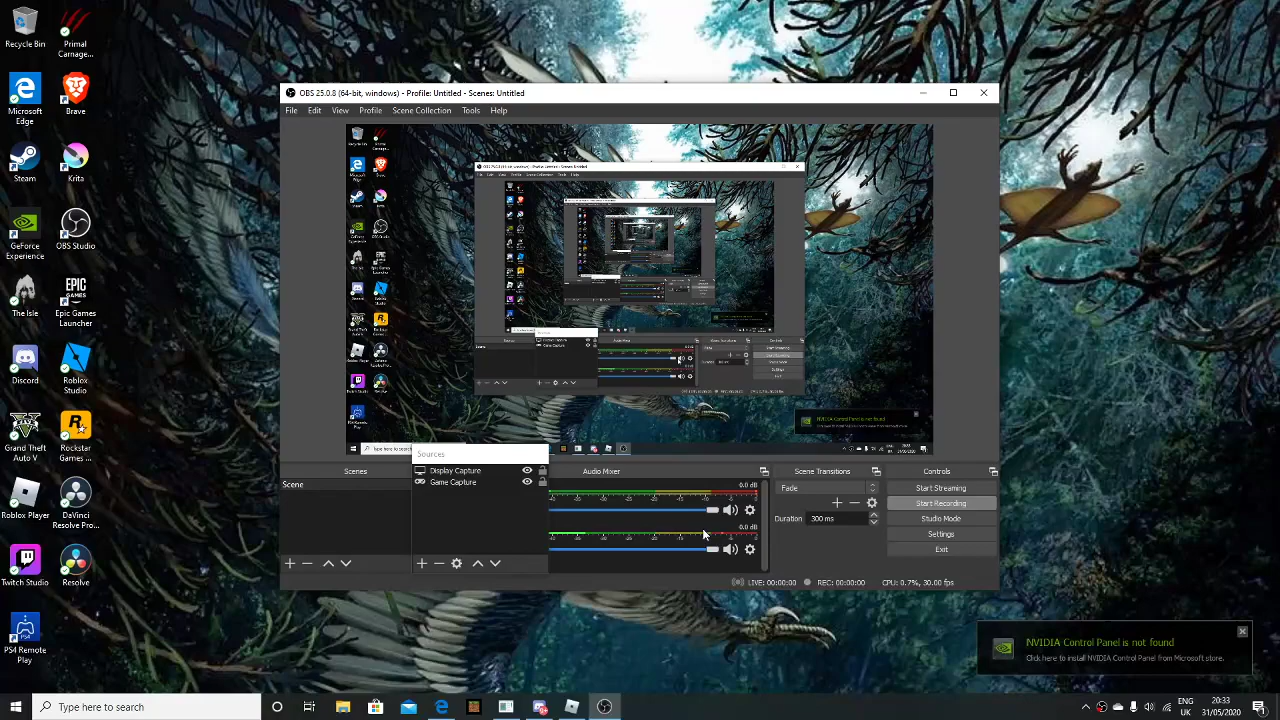 Recycle Bin
Primal
Carnage...
Microsoft
Edge
Brave
Steam
Krita
GeForce
Experience
OBS Studio
The Isle
Epic Games
Launcher
Discord
Roblox
Studio
Grand Theft
Auto V
Rockstar
Games ...
Roblox Player
DaVinci
Resolve Pro...
Twitch Studio
Resolve
PS4 Remote
Play
OBS 25.0.8 (64-bit, windows) - Profile: Untitled - Scenes: Untitled
File Edit View Profile Scene Collection Tools Help
Scenes
Scene
Sources
Display Capture
Game Capture
Audio Mixer
0.0 dB
0.0 dB
Scene Transitions
Fade
Duration 300 ms
Controls
Start Streaming
Start Recording
Studio Mode
Settings
Exit
LIVE: 00:00:00 REC: 00:00:00 CPU: 0.7%, 30.00 fps
NVIDIA Control Panel is not found
Click here to install NVIDIA Control Panel from Microsoft store.
Type here to search
ENG
UK
20:33
31/05/2020